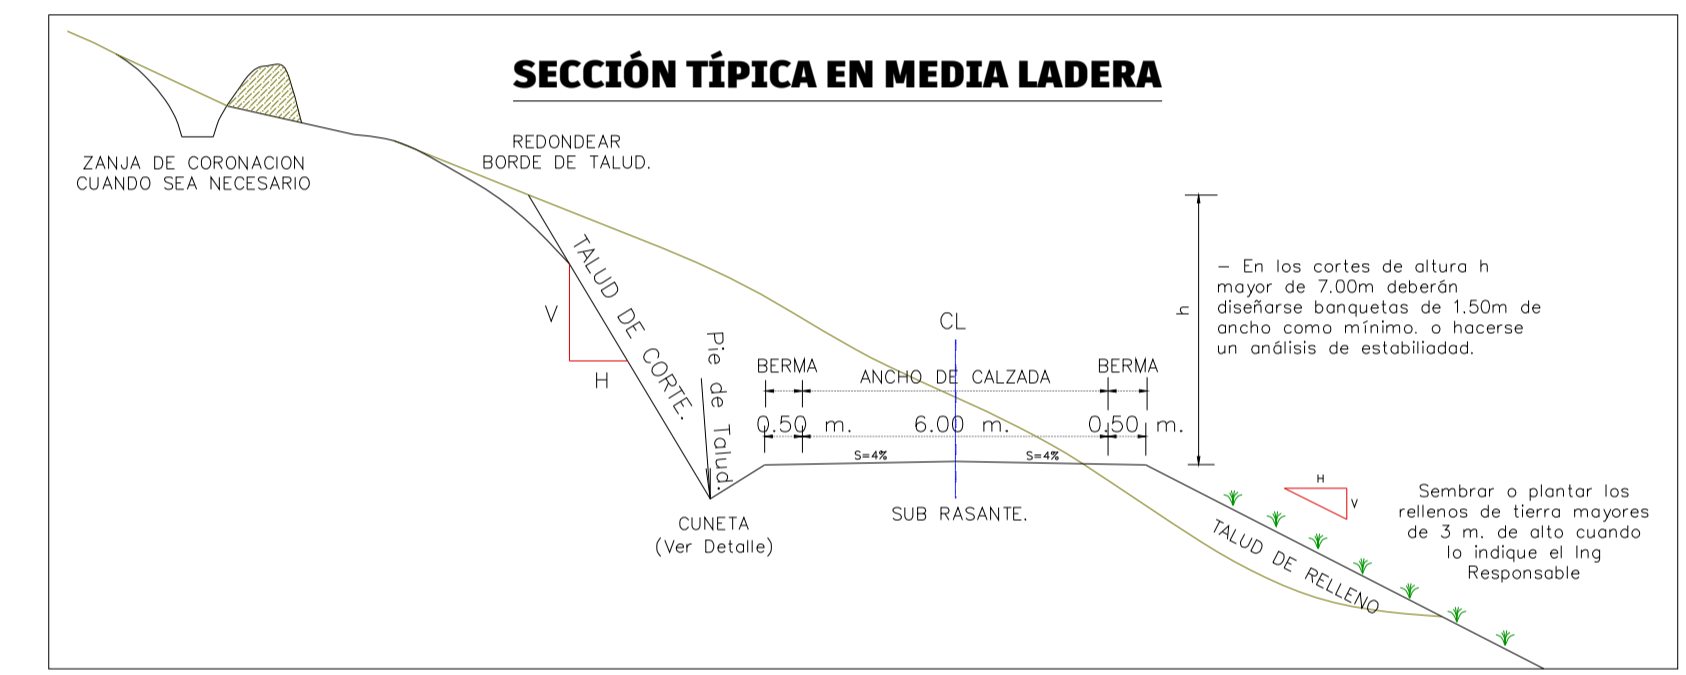 SECCIÓN TÍPICA EN MEDIA LADERA
ZANJA DE CORONACION
CUANDO SEA NECESARIO
REDONDEAR
BORDE DE TALUD.
TALUD DE CORTE.
V
H
Pie de Talud.
CUNETA
(Ver Detalle)
CL
BERMA
ANCHO DE CALZADA
BERMA
0.50 m.
6.00 m.
0.50 m.
S=4%
S=4%
SUB RASANTE.
h
– En los cortes de altura h
mayor de 7.00m deberán
diseñarse banquetas de 1.50m de
ancho como mínimo. o hacerse
un análisis de estabiliadad.
H
V
TALUD DE RELLENO
Sembrar o plantar los
rellenos de tierra mayores
de 3 m. de alto cuando
lo indique el Ing
Responsable